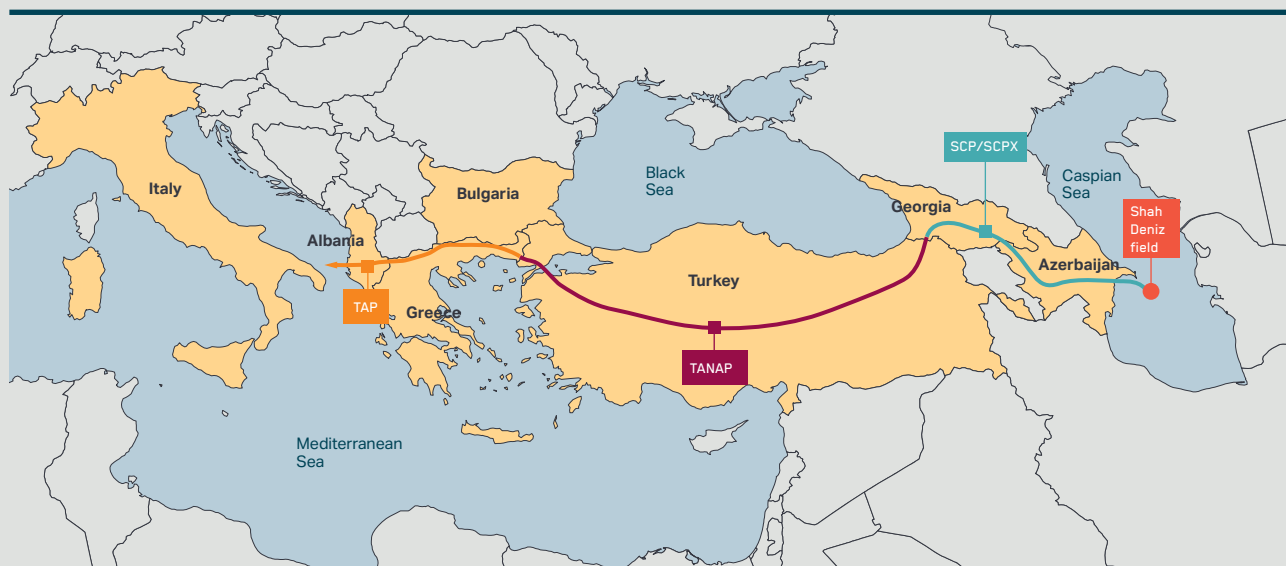 SCP/SCPX
Black
Sea
Caspian
Sea
Italy
Bulgaria
Georgia
Shah
Deniz
field
Albania
Azerbaijan
Turkey
TAP
Greece
TANAP
Mediterranean
Sea